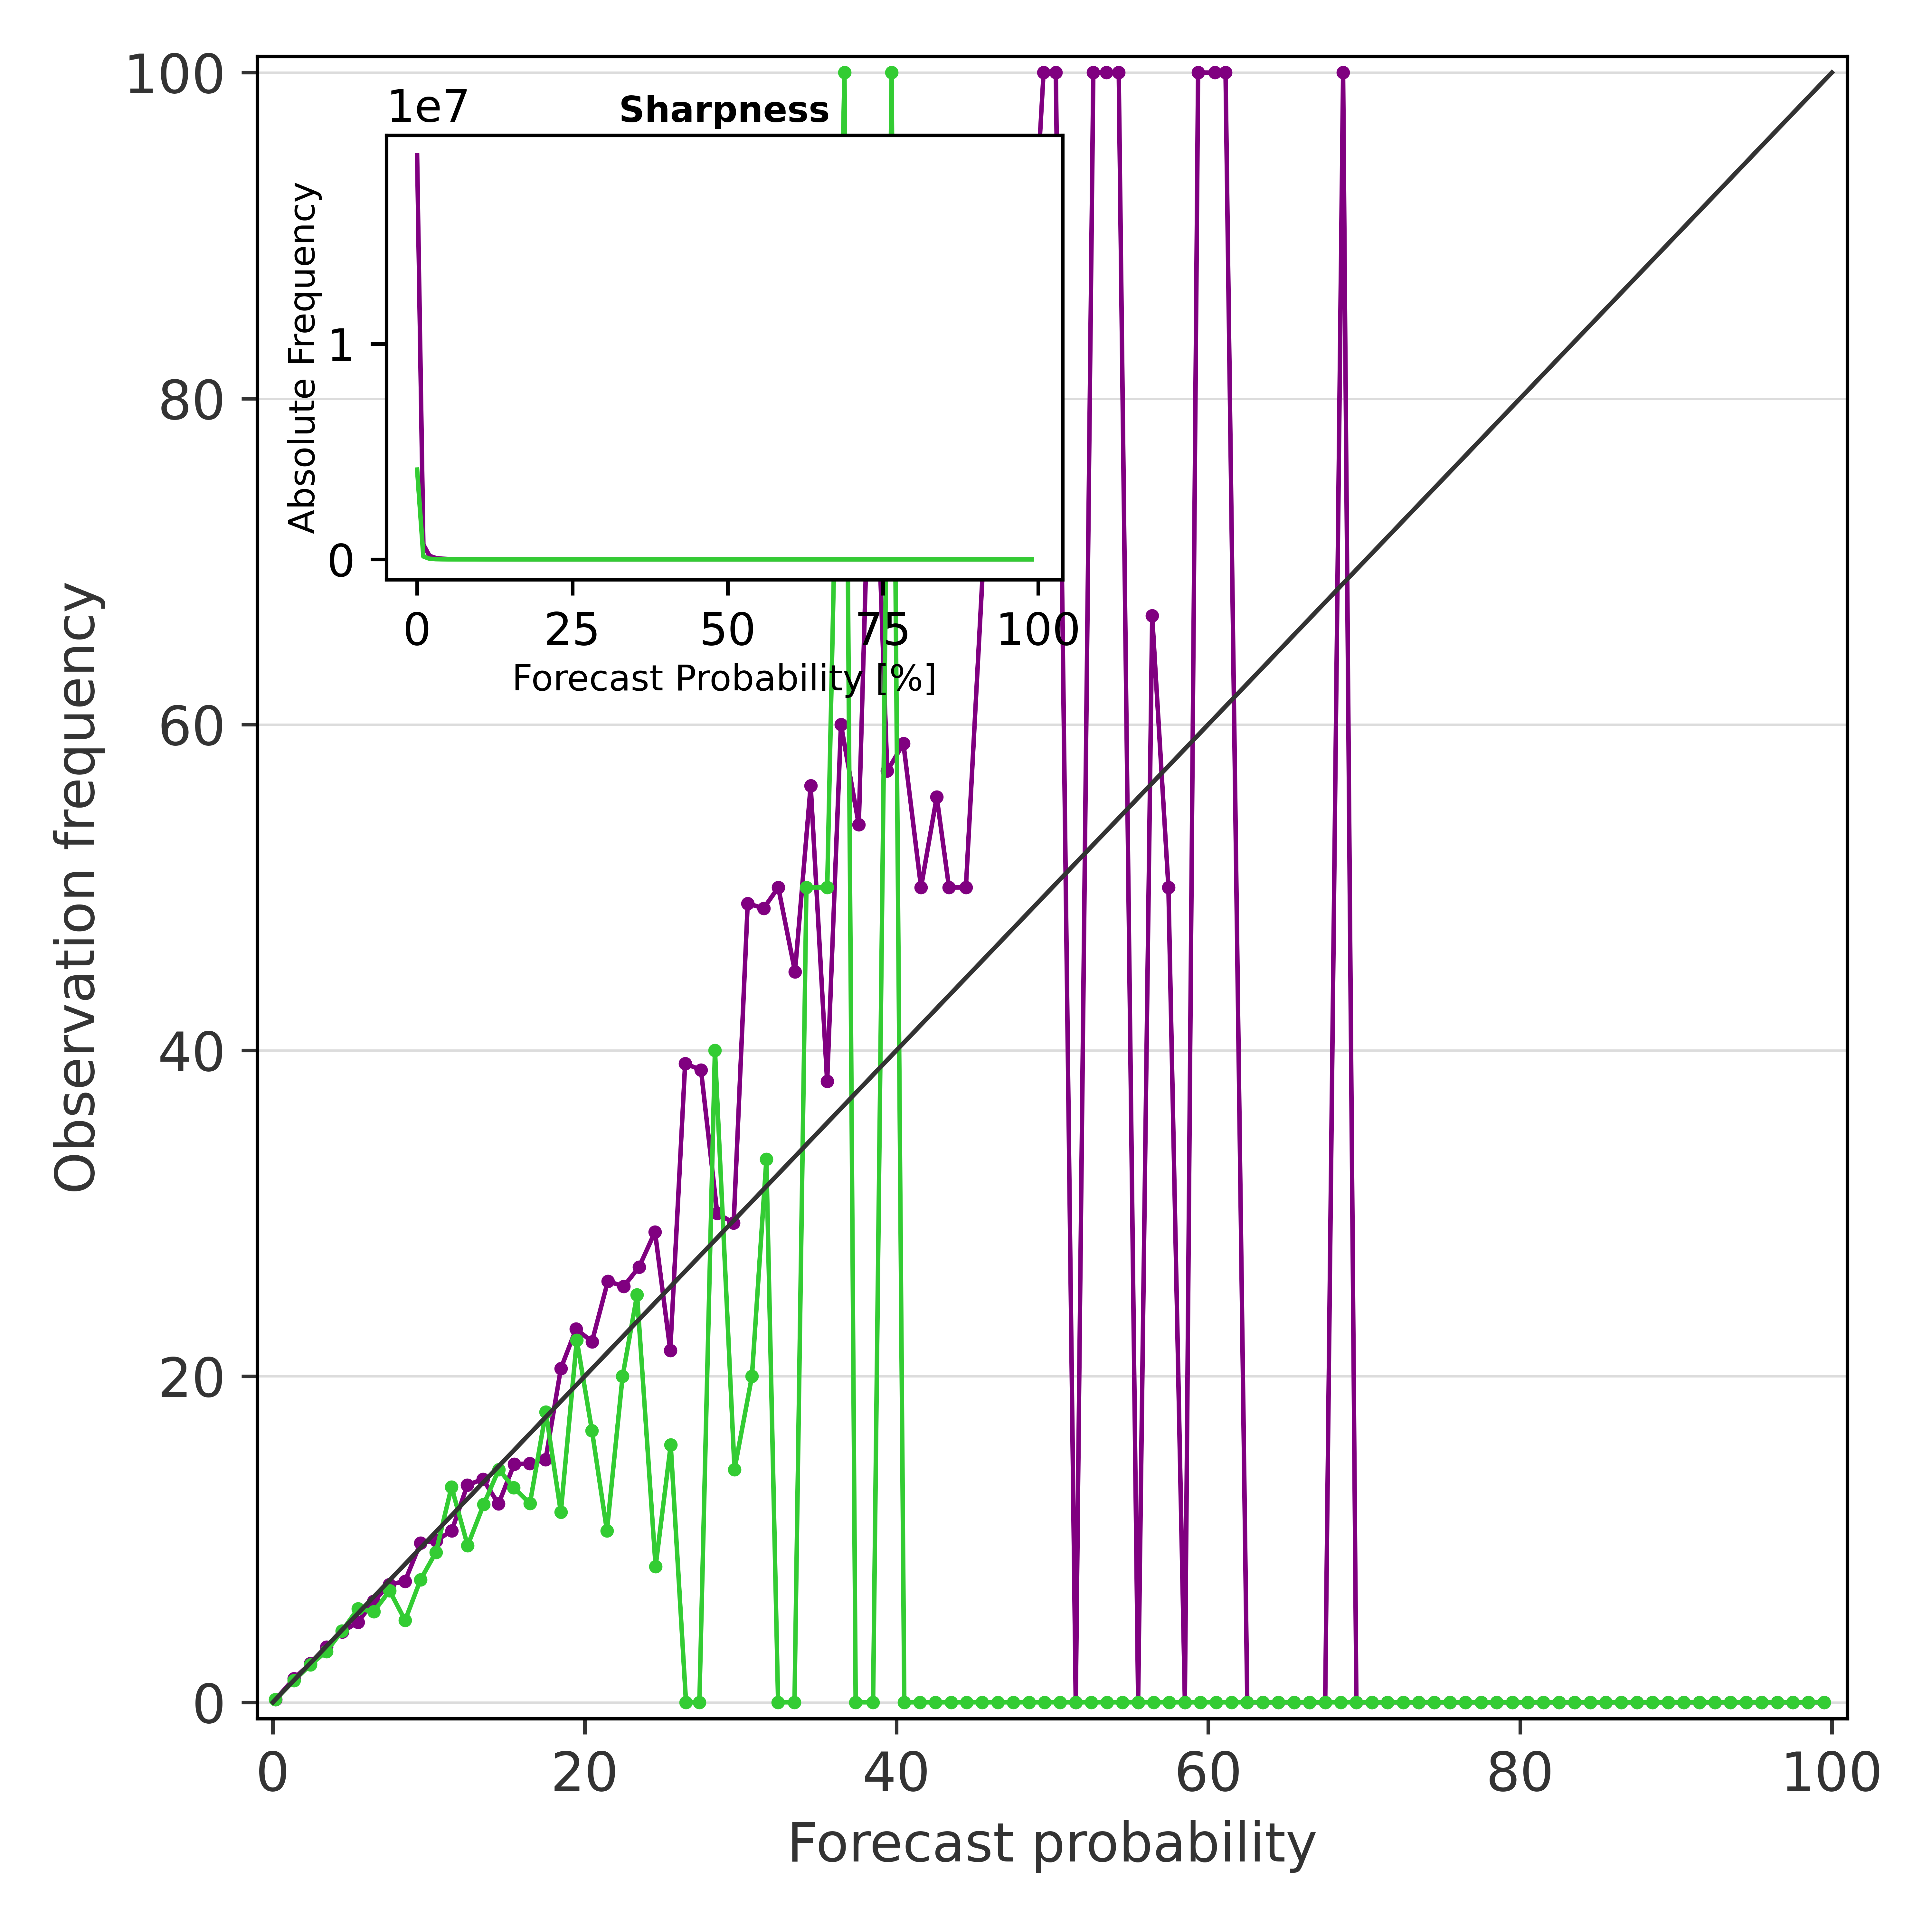 100
80
60
40
20
0
Observation frequency
0 20 40 60 80 100
Forecast probability
1e7
Sharpness
Absolute Frequency
1
0
0 25 50 75 100
Forecast Probability [%]